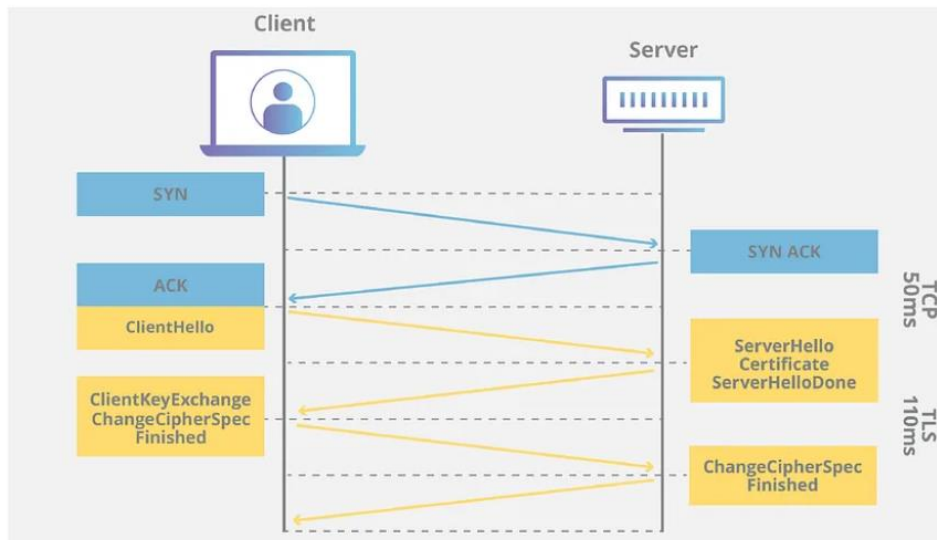 Client
Server
SYN
SYN ACK
ACK
ClientHello
TCP
50ms
ServerHello
Certificate
ServerHelloDone
ClientKeyExchange
ChangeCipherSpec
Finished
TLS
110ms
ChangeCipherSpec
Finished